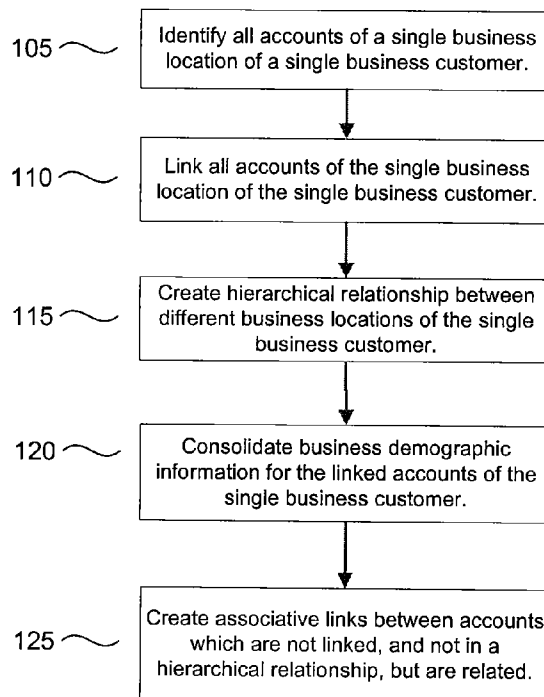 105
Identify all accounts of a single business
location of a single business customer.
110
Link all accounts of the single business
location of the single business customer.
115
Create hierarchical relationship between
different business locations of the single
business customer.
120
Consolidate business demographic
information for the linked accounts of the
single business customer.
125
Create associative links between accounts
which are not linked, and not in a
hierarchical relationship, but are related.